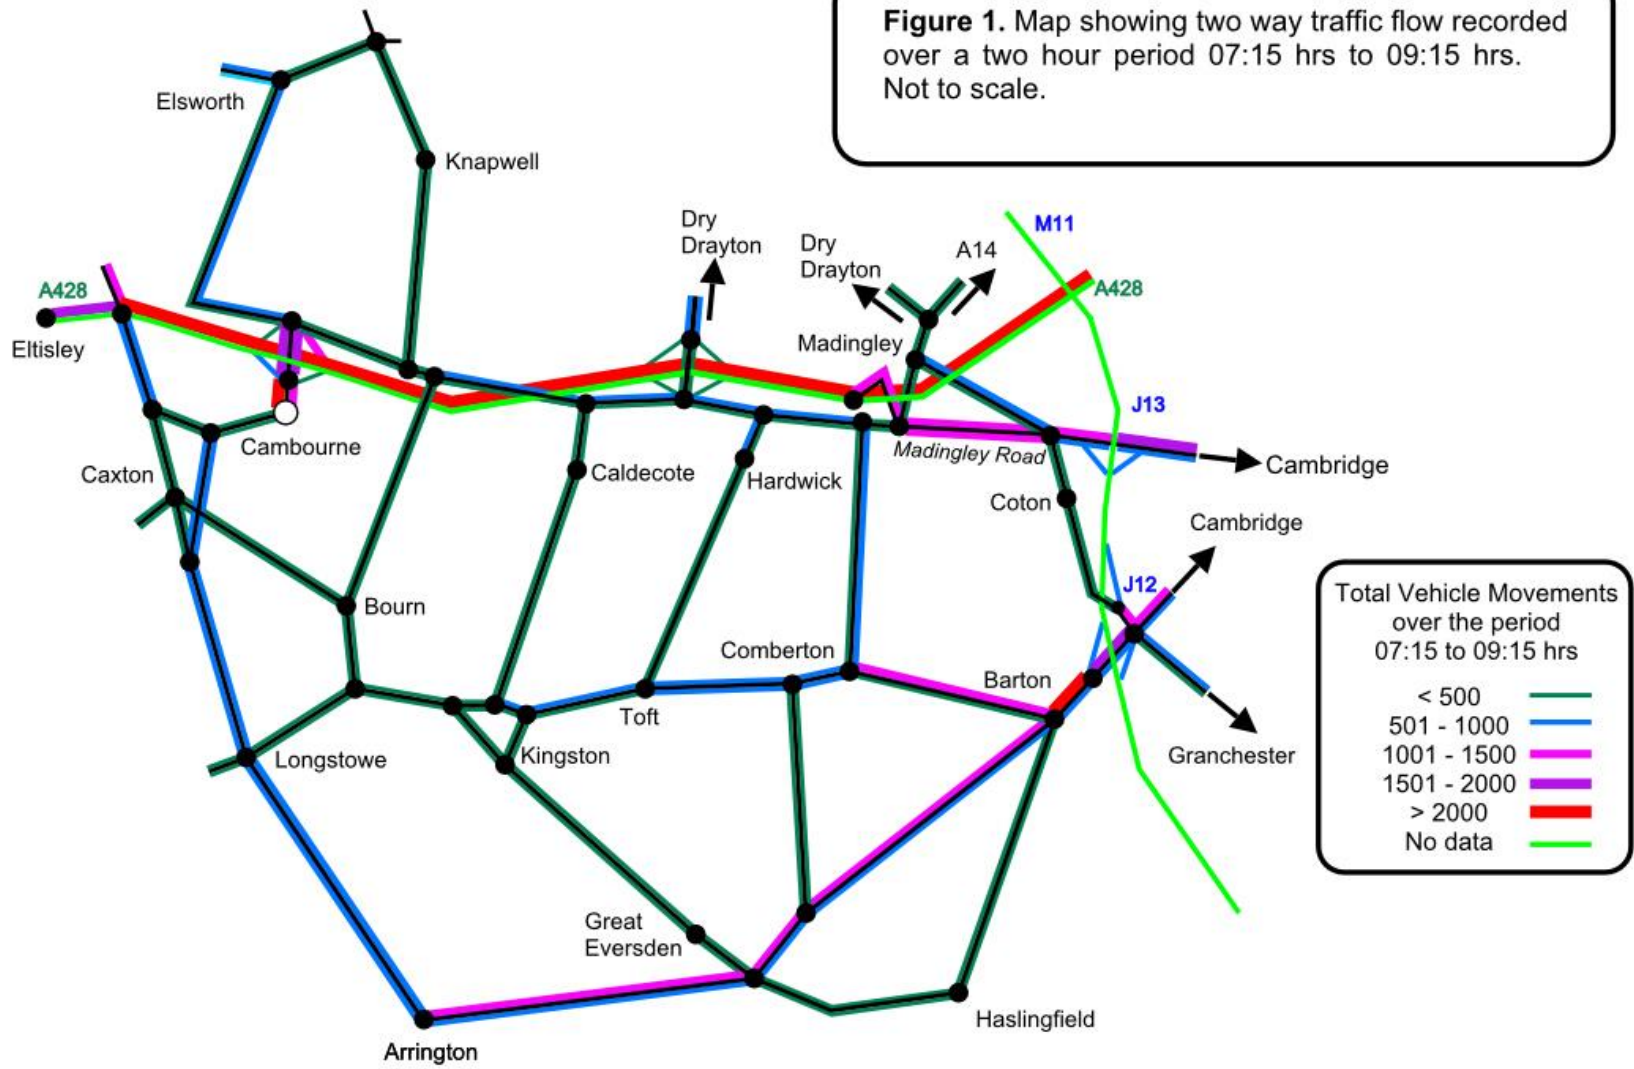 Figure 1. Map showing two way traffic flow recorded
over a two hour period 07:15 hrs to 09:15 hrs.
Not to scale.
Elsworth
Knapwell
Dry
Drayton
Dry
Drayton
A14
M11
A428
A428
Eltisley
Madingley
J13
Cambourne
Madingley Road
Cambridge
Caxton
Caldecote
Hardwick
Coton
Cambridge
J12
Bourn
Comberton
Barton
Toft
Longstowe
Kingston
Granchester
Great
Eversden
Haslingfield
Arrington
Total Vehicle Movements
over the period
07:15 to 09:15 hrs
< 500
501 - 1000
1001 - 1500
1501 - 2000
> 2000
No data